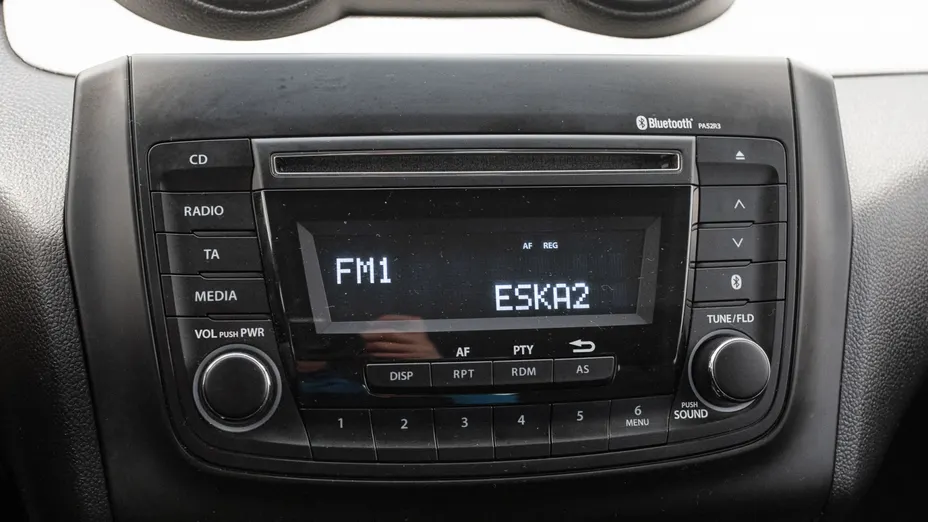 Bluetooth® PA52R3
CD
RADIO
TA
MEDIA
VOL PUSH PWR
AF REG
FM1
ESKA2
TUNE/FLD
AF PTY
DISP RPT RDM AS
PUSH
SOUND
1 2 3 4 5 6
MENU